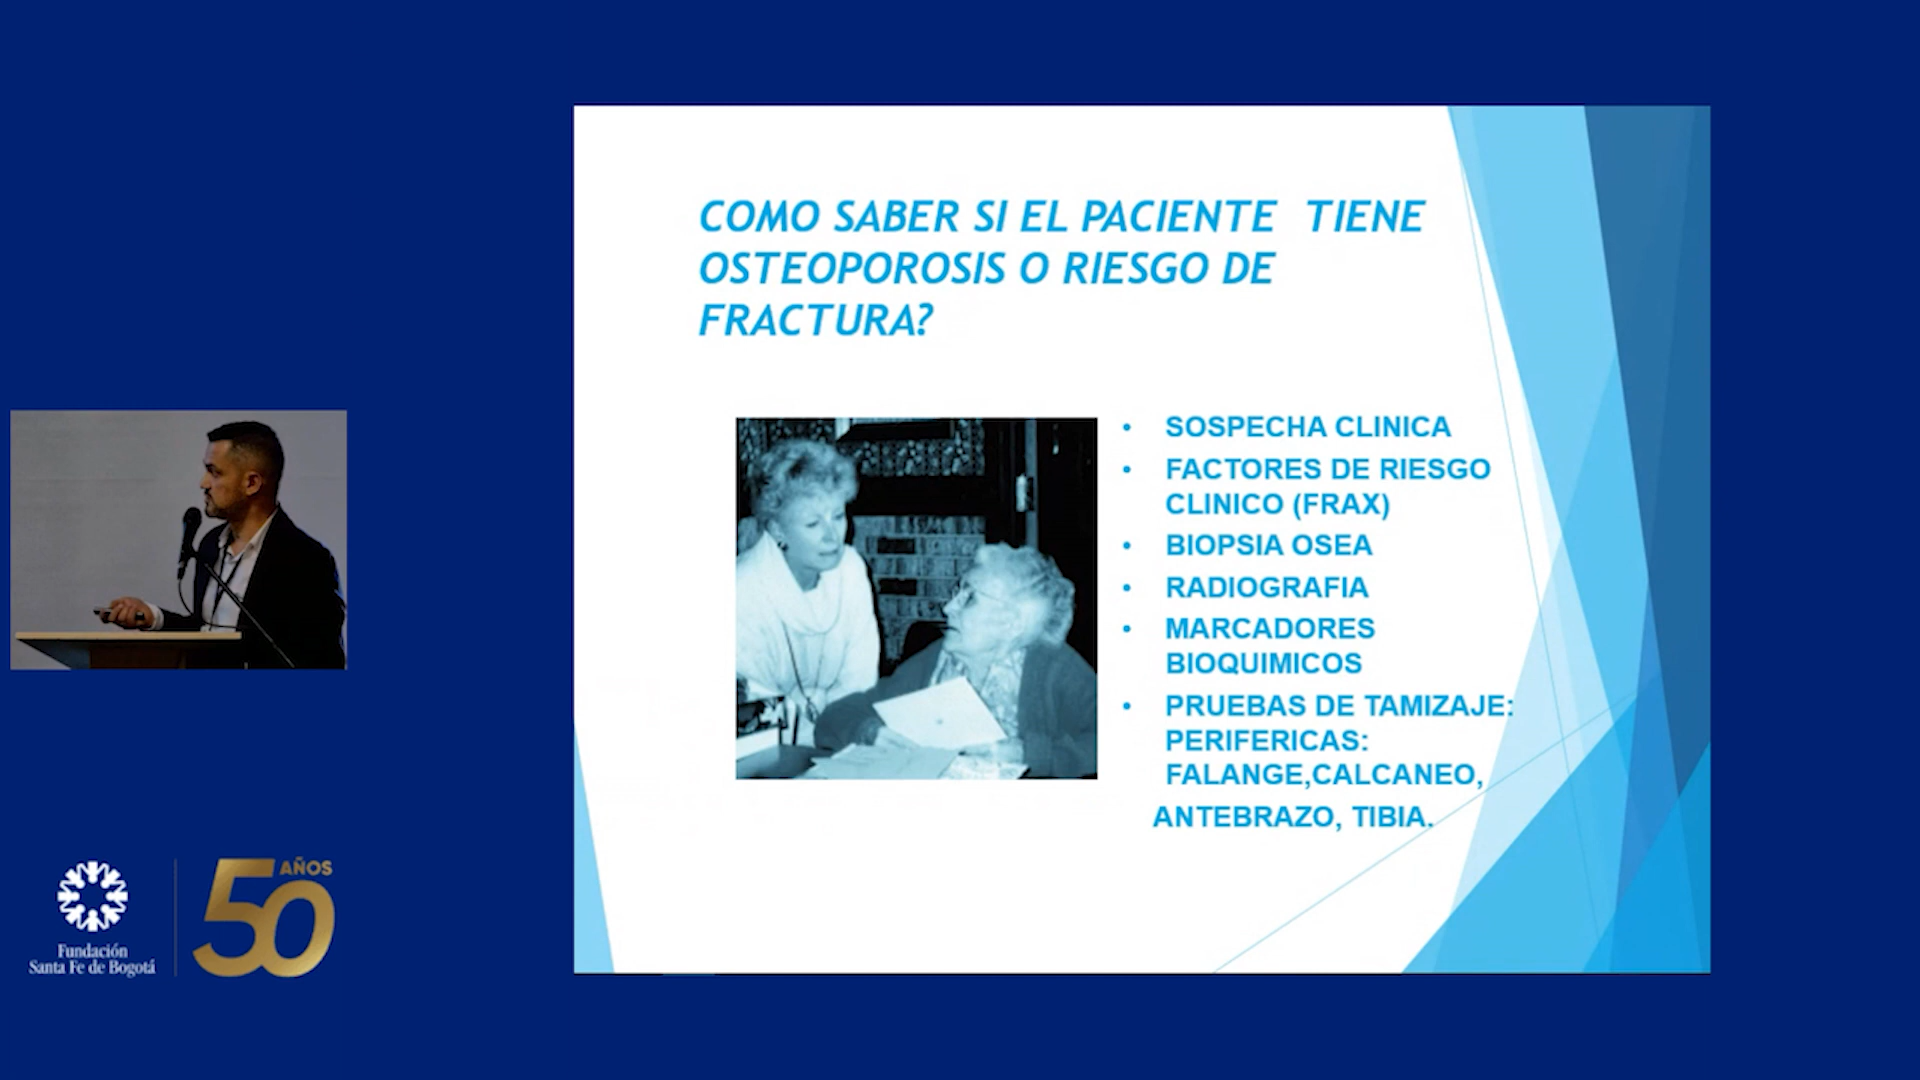 COMO SABER SI EL PACIENTE TIENE
OSTEOPOROSIS O RIESGO DE
FRACTURA?
• SOSPECHA CLINICA
• FACTORES DE RIESGO
CLINICO (FRAX)
• BIOPSIA OSEA
• RADIOGRAFIA
• MARCADORES
BIOQUIMICOS
• PRUEBAS DE TAMIZAJE:
PERIFERICAS:
FALANGE,CALCANEO,
ANTEBRAZO, TIBIA.
Fundación
Santa Fe de Bogotá
50 AÑOS